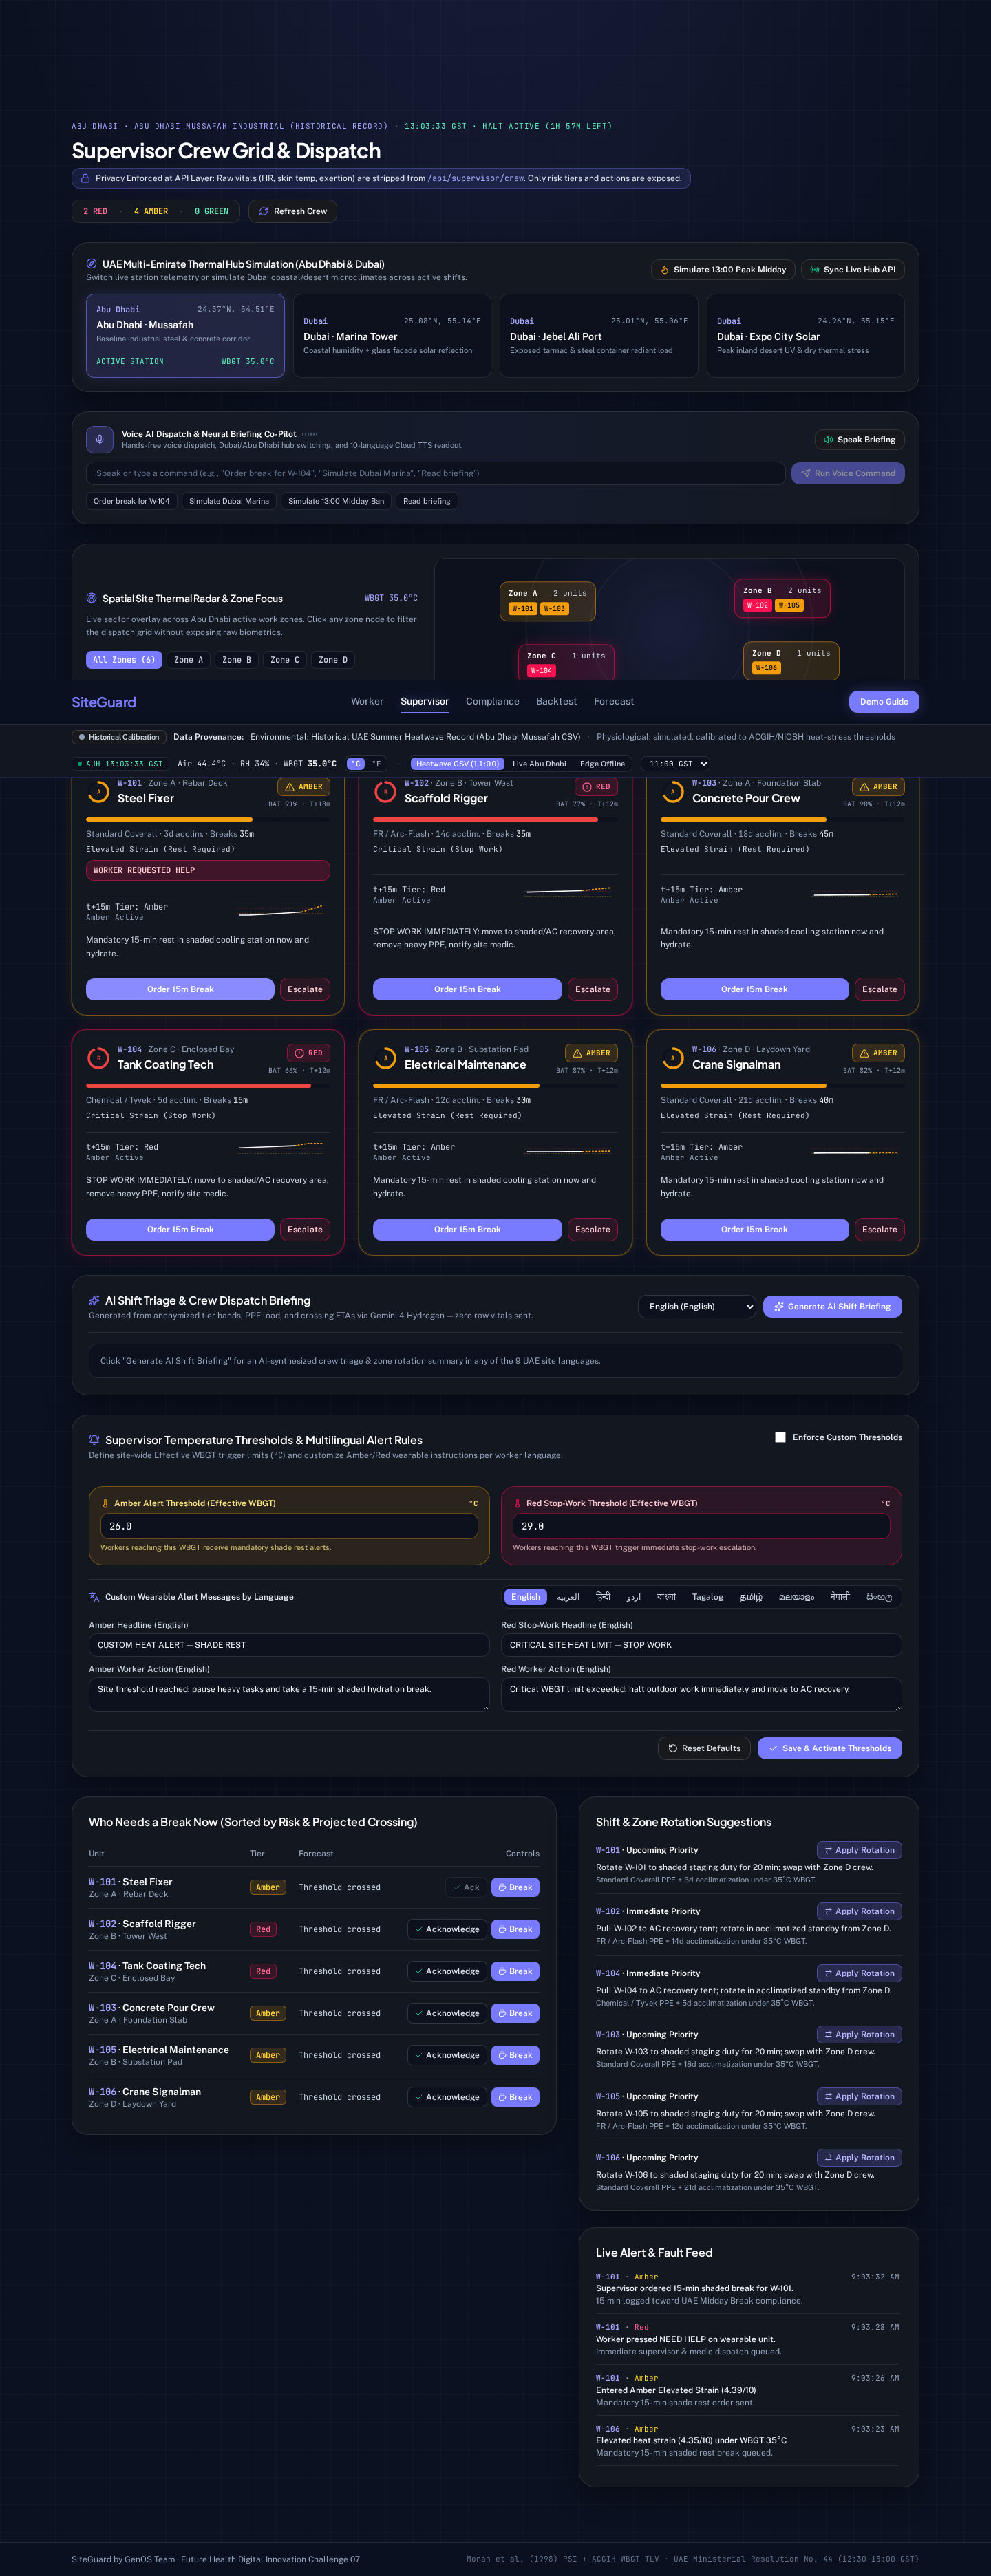 ABU DHABI · ABU DHABI MUSSAFAH INDUSTRIAL (HISTORICAL RECORD) · 13:03:33 GST · HALT ACTIVE (1H 57M LEFT)
Supervisor Crew Grid & Dispatch
Privacy Enforced at API Layer: Raw vitals (HR, skin temp, exertion) are stripped from /api/supervisor/crew. Only risk tiers and actions are exposed.
2 RED · 4 AMBER · 0 GREEN
Refresh Crew
UAE Multi-Emirate Thermal Hub Simulation (Abu Dhabi & Dubai)
Switch live station telemetry or simulate Dubai coastal/desert microclimates across active shifts.
Simulate 13:00 Peak Midday
Sync Live Hub API
Abu Dhabi 24.37°N, 54.51°E
Abu Dhabi · Mussafah
Baseline industrial steel & concrete corridor
ACTIVE STATION WBGT 35.0°C
Dubai 25.08°N, 55.14°E
Dubai · Marina Tower
Coastal humidity + glass facade solar reflection
Dubai 25.01°N, 55.06°E
Dubai · Jebel Ali Port
Exposed tarmac & steel container radiant load
Dubai 24.96°N, 55.15°E
Dubai · Expo City Solar
Peak inland desert UV & dry thermal stress
Voice AI Dispatch & Neural Briefing Co-Pilot
Hands-free voice dispatch, Dubai/Abu Dhabi hub switching, and 10-language Cloud TTS readout.
Speak Briefing
Speak or type a command (e.g., "Order break for W-104", "Simulate Dubai Marina", "Read briefing")
Run Voice Command
Order break for W-104
Simulate Dubai Marina
Simulate 13:00 Midday Ban
Read briefing
Spatial Site Thermal Radar & Zone Focus WBGT 35.0°C
Live sector overlay across Abu Dhabi active work zones. Click any zone node to filter
the dispatch grid without exposing raw biometrics.
All Zones (6) Zone A Zone B Zone C Zone D
Zone A 2 units
W-101 W-103
Zone B 2 units
W-102 W-105
Zone C 1 units
W-104
Zone D 1 units
W-106
SiteGuard
Worker Supervisor Compliance Backtest Forecast
Demo Guide
Historical Calibration
Data Provenance: Environmental: Historical UAE Summer Heatwave Record (Abu Dhabi Mussafah CSV) · Physiological: simulated, calibrated to ACGIH/NIOSH heat-stress thresholds
AUH 13:03:33 GST Air 44.4°C · RH 34% · WBGT 35.0°C °C °F · Heatwave CSV (11:00) Live Abu Dhabi Edge Offline 11:00 GST
W-101 · Zone A · Rebar Deck
Steel Fixer
AMBER
BAT 91% · T+18m
Standard Coverall · 3d acclim. · Breaks 35m
Elevated Strain (Rest Required)
WORKER REQUESTED HELP
t+15m Tier: Amber
Amber Active
Mandatory 15-min rest in shaded cooling station now and
hydrate.
Order 15m Break
Escalate
W-102 · Zone B · Tower West
Scaffold Rigger
RED
BAT 77% · T+12m
FR / Arc-Flash · 14d acclim. · Breaks 35m
Critical Strain (Stop Work)
t+15m Tier: Red
Amber Active
STOP WORK IMMEDIATELY: move to shaded/AC recovery area,
remove heavy PPE, notify site medic.
Order 15m Break
Escalate
W-103 · Zone A · Foundation Slab
Concrete Pour Crew
AMBER
BAT 90% · T+12m
Standard Coverall · 18d acclim. · Breaks 45m
Elevated Strain (Rest Required)
t+15m Tier: Amber
Amber Active
Mandatory 15-min rest in shaded cooling station now and
hydrate.
Order 15m Break
Escalate
R
W-104 · Zone C · Enclosed Bay
Tank Coating Tech
RED
BAT 66% · T+12m
Chemical / Tyvek · 5d acclim. · Breaks 15m
Critical Strain (Stop Work)
t+15m Tier: Red
Amber Active
STOP WORK IMMEDIATELY: move to shaded/AC recovery area,
remove heavy PPE, notify site medic.
Order 15m Break
Escalate
A
W-105 · Zone B · Substation Pad
Electrical Maintenance
AMBER
BAT 87% · T+12m
FR / Arc-Flash · 12d acclim. · Breaks 30m
Elevated Strain (Rest Required)
t+15m Tier: Amber
Amber Active
Mandatory 15-min rest in shaded cooling station now and
hydrate.
Order 15m Break
Escalate
A
W-106 · Zone D · Laydown Yard
Crane Signalman
AMBER
BAT 82% · T+12m
Standard Coverall · 21d acclim. · Breaks 40m
Elevated Strain (Rest Required)
t+15m Tier: Amber
Amber Active
Mandatory 15-min rest in shaded cooling station now and
hydrate.
Order 15m Break
Escalate
AI Shift Triage & Crew Dispatch Briefing
Generated from anonymized tier bands, PPE load, and crossing ETAs via Gemini 4 Hydrogen — zero raw vitals sent.
English (English)
Generate AI Shift Briefing
Click "Generate AI Shift Briefing" for an AI-synthesized crew triage & zone rotation summary in any of the 9 UAE site languages.
Supervisor Temperature Thresholds & Multilingual Alert Rules
Define site-wide Effective WBGT trigger limits (°C) and customize Amber/Red wearable instructions per worker language.
Enforce Custom Thresholds
Amber Alert Threshold (Effective WBGT) °C
26.0
Workers reaching this WBGT receive mandatory shade rest alerts.
Red Stop-Work Threshold (Effective WBGT) °C
29.0
Workers reaching this WBGT trigger immediate stop-work escalation.
Custom Wearable Alert Messages by Language
English العربية हिन्दी اردو বাংলা Tagalog தமிழ் മലയാളം नेपाली සිංහල
Amber Headline (English)
CUSTOM HEAT ALERT — SHADE REST
Red Stop-Work Headline (English)
CRITICAL SITE HEAT LIMIT — STOP WORK
Amber Worker Action (English)
Site threshold reached: pause heavy tasks and take a 15-min shaded hydration break.
Red Worker Action (English)
Critical WBGT limit exceeded: halt outdoor work immediately and move to AC recovery.
Reset Defaults
Save & Activate Thresholds
Who Needs a Break Now (Sorted by Risk & Projected Crossing)
Unit Tier Forecast Controls
W-101 · Steel Fixer
Zone A · Rebar Deck
Amber Threshold crossed Ack Break
W-102 · Scaffold Rigger
Zone B · Tower West
Red Threshold crossed Acknowledge Break
W-104 · Tank Coating Tech
Zone C · Enclosed Bay
Red Threshold crossed Acknowledge Break
W-103 · Concrete Pour Crew
Zone A · Foundation Slab
Amber Threshold crossed Acknowledge Break
W-105 · Electrical Maintenance
Zone B · Substation Pad
Amber Threshold crossed Acknowledge Break
W-106 · Crane Signalman
Zone D · Laydown Yard
Amber Threshold crossed Acknowledge Break
Shift & Zone Rotation Suggestions
W-101 · Upcoming Priority Apply Rotation
Rotate W-101 to shaded staging duty for 20 min; swap with Zone D crew.
Standard Coverall PPE + 3d acclimatization under 35°C WBGT.
W-102 · Immediate Priority Apply Rotation
Pull W-102 to AC recovery tent; rotate in acclimatized standby from Zone D.
FR / Arc-Flash PPE + 14d acclimatization under 35°C WBGT.
W-104 · Immediate Priority Apply Rotation
Pull W-104 to AC recovery tent; rotate in acclimatized standby from Zone D.
Chemical / Tyvek PPE + 5d acclimatization under 35°C WBGT.
W-103 · Upcoming Priority Apply Rotation
Rotate W-103 to shaded staging duty for 20 min; swap with Zone D crew.
Standard Coverall PPE + 18d acclimatization under 35°C WBGT.
W-105 · Upcoming Priority Apply Rotation
Rotate W-105 to shaded staging duty for 20 min; swap with Zone D crew.
FR / Arc-Flash PPE + 12d acclimatization under 35°C WBGT.
W-106 · Upcoming Priority Apply Rotation
Rotate W-106 to shaded staging duty for 20 min; swap with Zone D crew.
Standard Coverall PPE + 21d acclimatization under 35°C WBGT.
Live Alert & Fault Feed
W-101 · Amber 9:03:32 AM
Supervisor ordered 15-min shaded break for W-101.
15 min logged toward UAE Midday Break compliance.
W-101 · Red 9:03:28 AM
Worker pressed NEED HELP on wearable unit.
Immediate supervisor & medic dispatch queued.
W-101 · Amber 9:03:26 AM
Entered Amber Elevated Strain (4.39/10)
Mandatory 15-min shade rest order sent.
W-106 · Amber 9:03:23 AM
Elevated heat strain (4.35/10) under WBGT 35°C
Mandatory 15-min shaded rest break queued.
SiteGuard by GenOS Team · Future Health Digital Innovation Challenge 07
Moran et al. (1998) PSI + ACGIH WBGT TLV · UAE Ministerial Resolution No. 44 (12:30–15:00 GST)